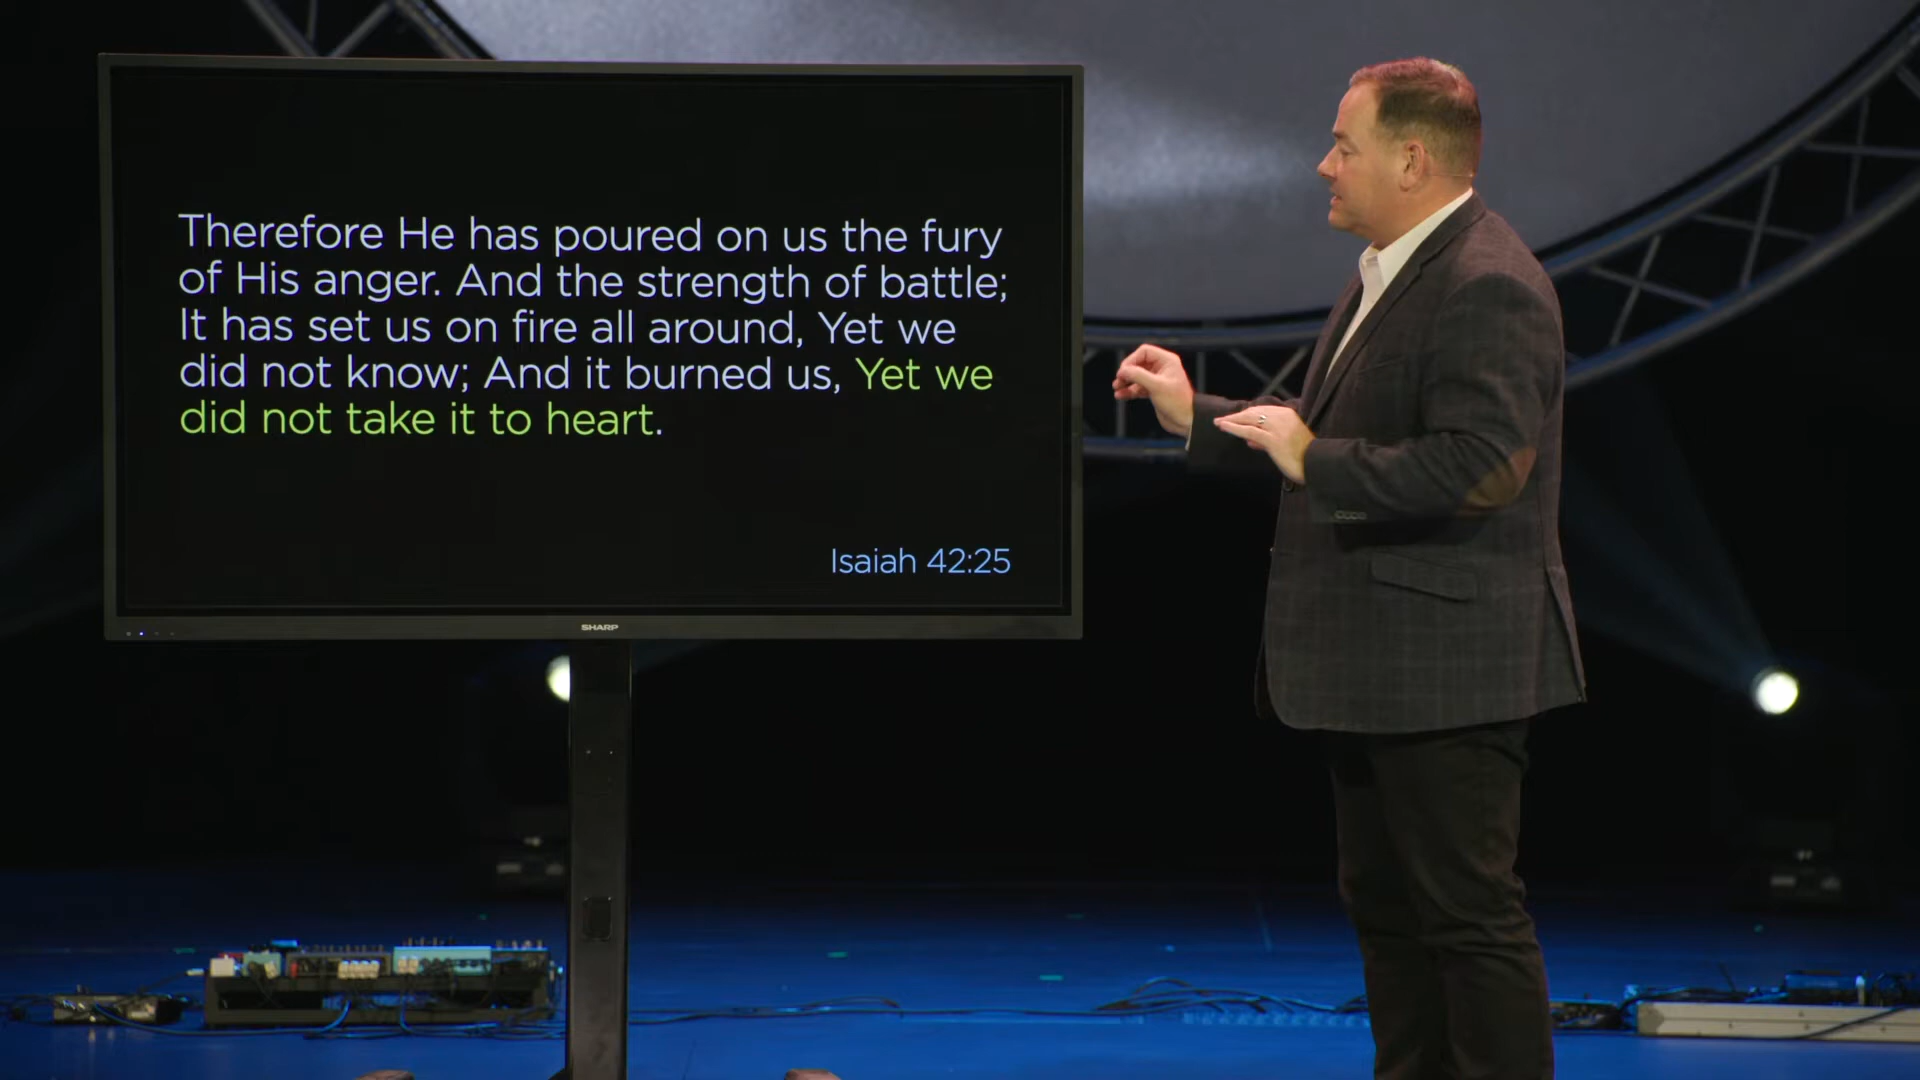 Therefore He has poured on us the fury
of His anger. And the strength of battle;
It has set us on fire all around, Yet we
did not know; And it burned us, Yet we
did not take it to heart.
Isaiah 42:25
SHARP